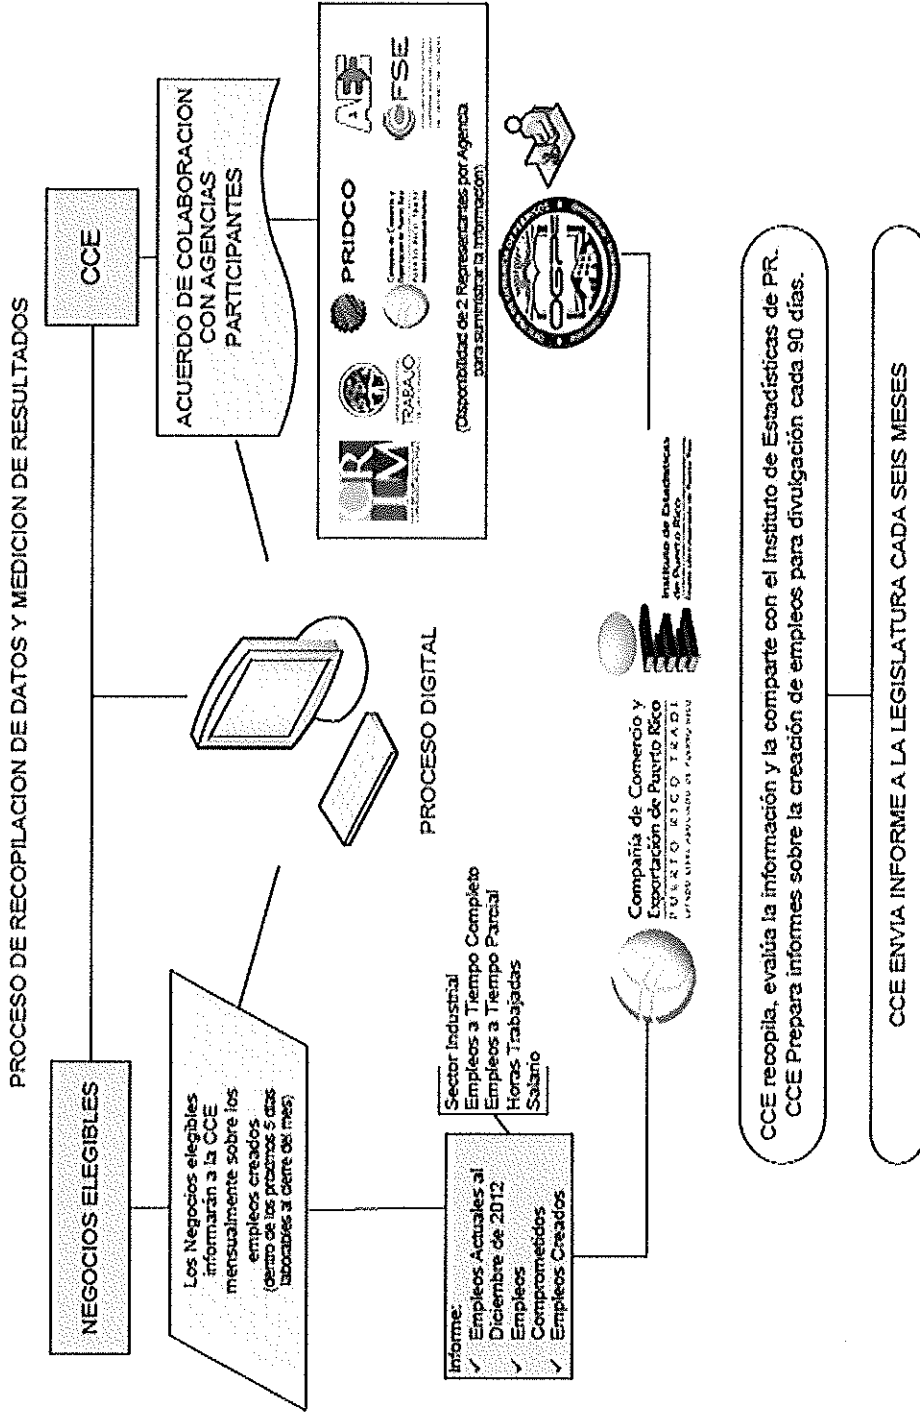 PROCESO DE RECOPILACION DE DATOS Y MEDICION DE RESULTADOS
NEGOCIOS ELEGIBLES
CCE
Los Negocios elegibles
informarán a la CCE
mensualmente sobre los
empleos creados
(dentro de los próximos 5 días
laborables al cierre del mes)
PROCESO DIGITAL
ACUERDO DE COLABORACION
CON AGENCIAS
PARTICIPANTES
TRABAJO
PRIDCO
AEE
CFSE
(Disponibilidad de 2 Representantes por Agencia
para suministrar la información)
Informe:
✓ Empleos Actuales al
Diciembre de 2012
✓ Empleos
Comprometidos
✓ Empleos Creados
Sector Industrial
Empleos a Tiempo Completo
Empleos a Tiempo Parcial
Horas Trabajadas
Salario
Compañía de Comercio y
Exportación de Puerto Rico
Instituto de Estadísticas
de Puerto Rico
CCE recopila, evalúa la información y la comparte con el Instituto de Estadísticas de PR.
CCE Prepara informes sobre la creación de empleos para divulgación cada 90 días.
CCE ENVIA INFORME A LA LEGISLATURA CADA SEIS MESES